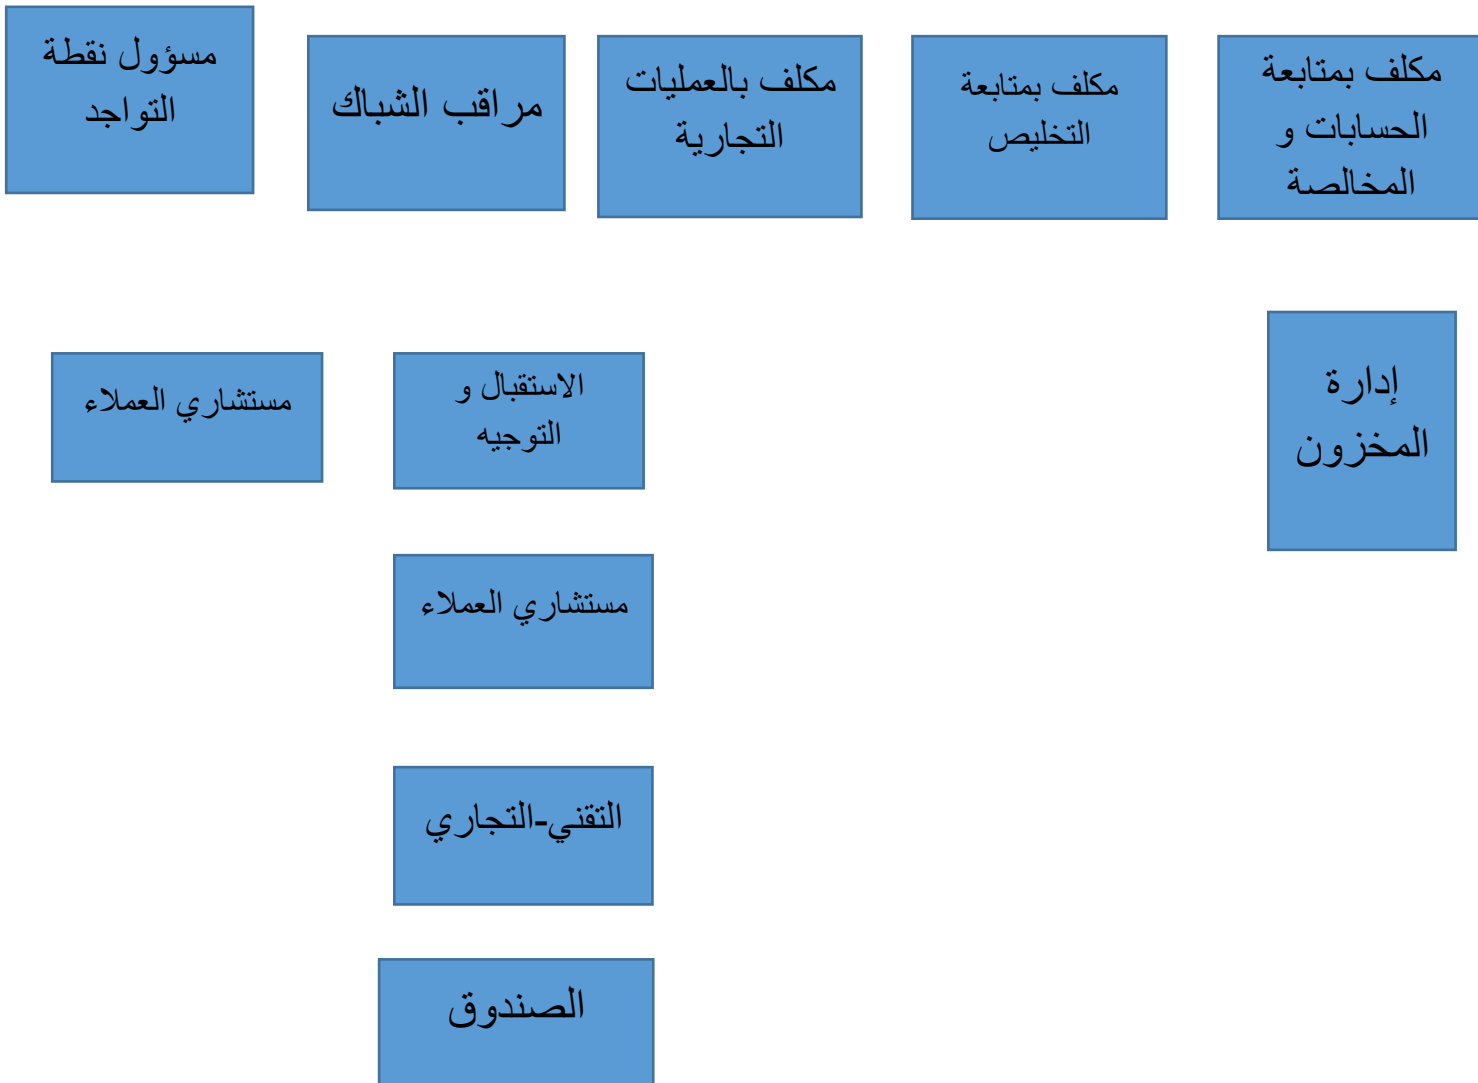 مكلف بمتابعة
الحسابات و
المخالصة
مكلف بمتابعة
التخليص
مكلف بالعمليات
التجارية
مراقب الشباك
مسؤول نقطة
التواجد
إدارة
المخزون
الاستقبال و
التوجيه
مستشاري العملاء
مستشاري العملاء
التقني-التجاري
الصندوق